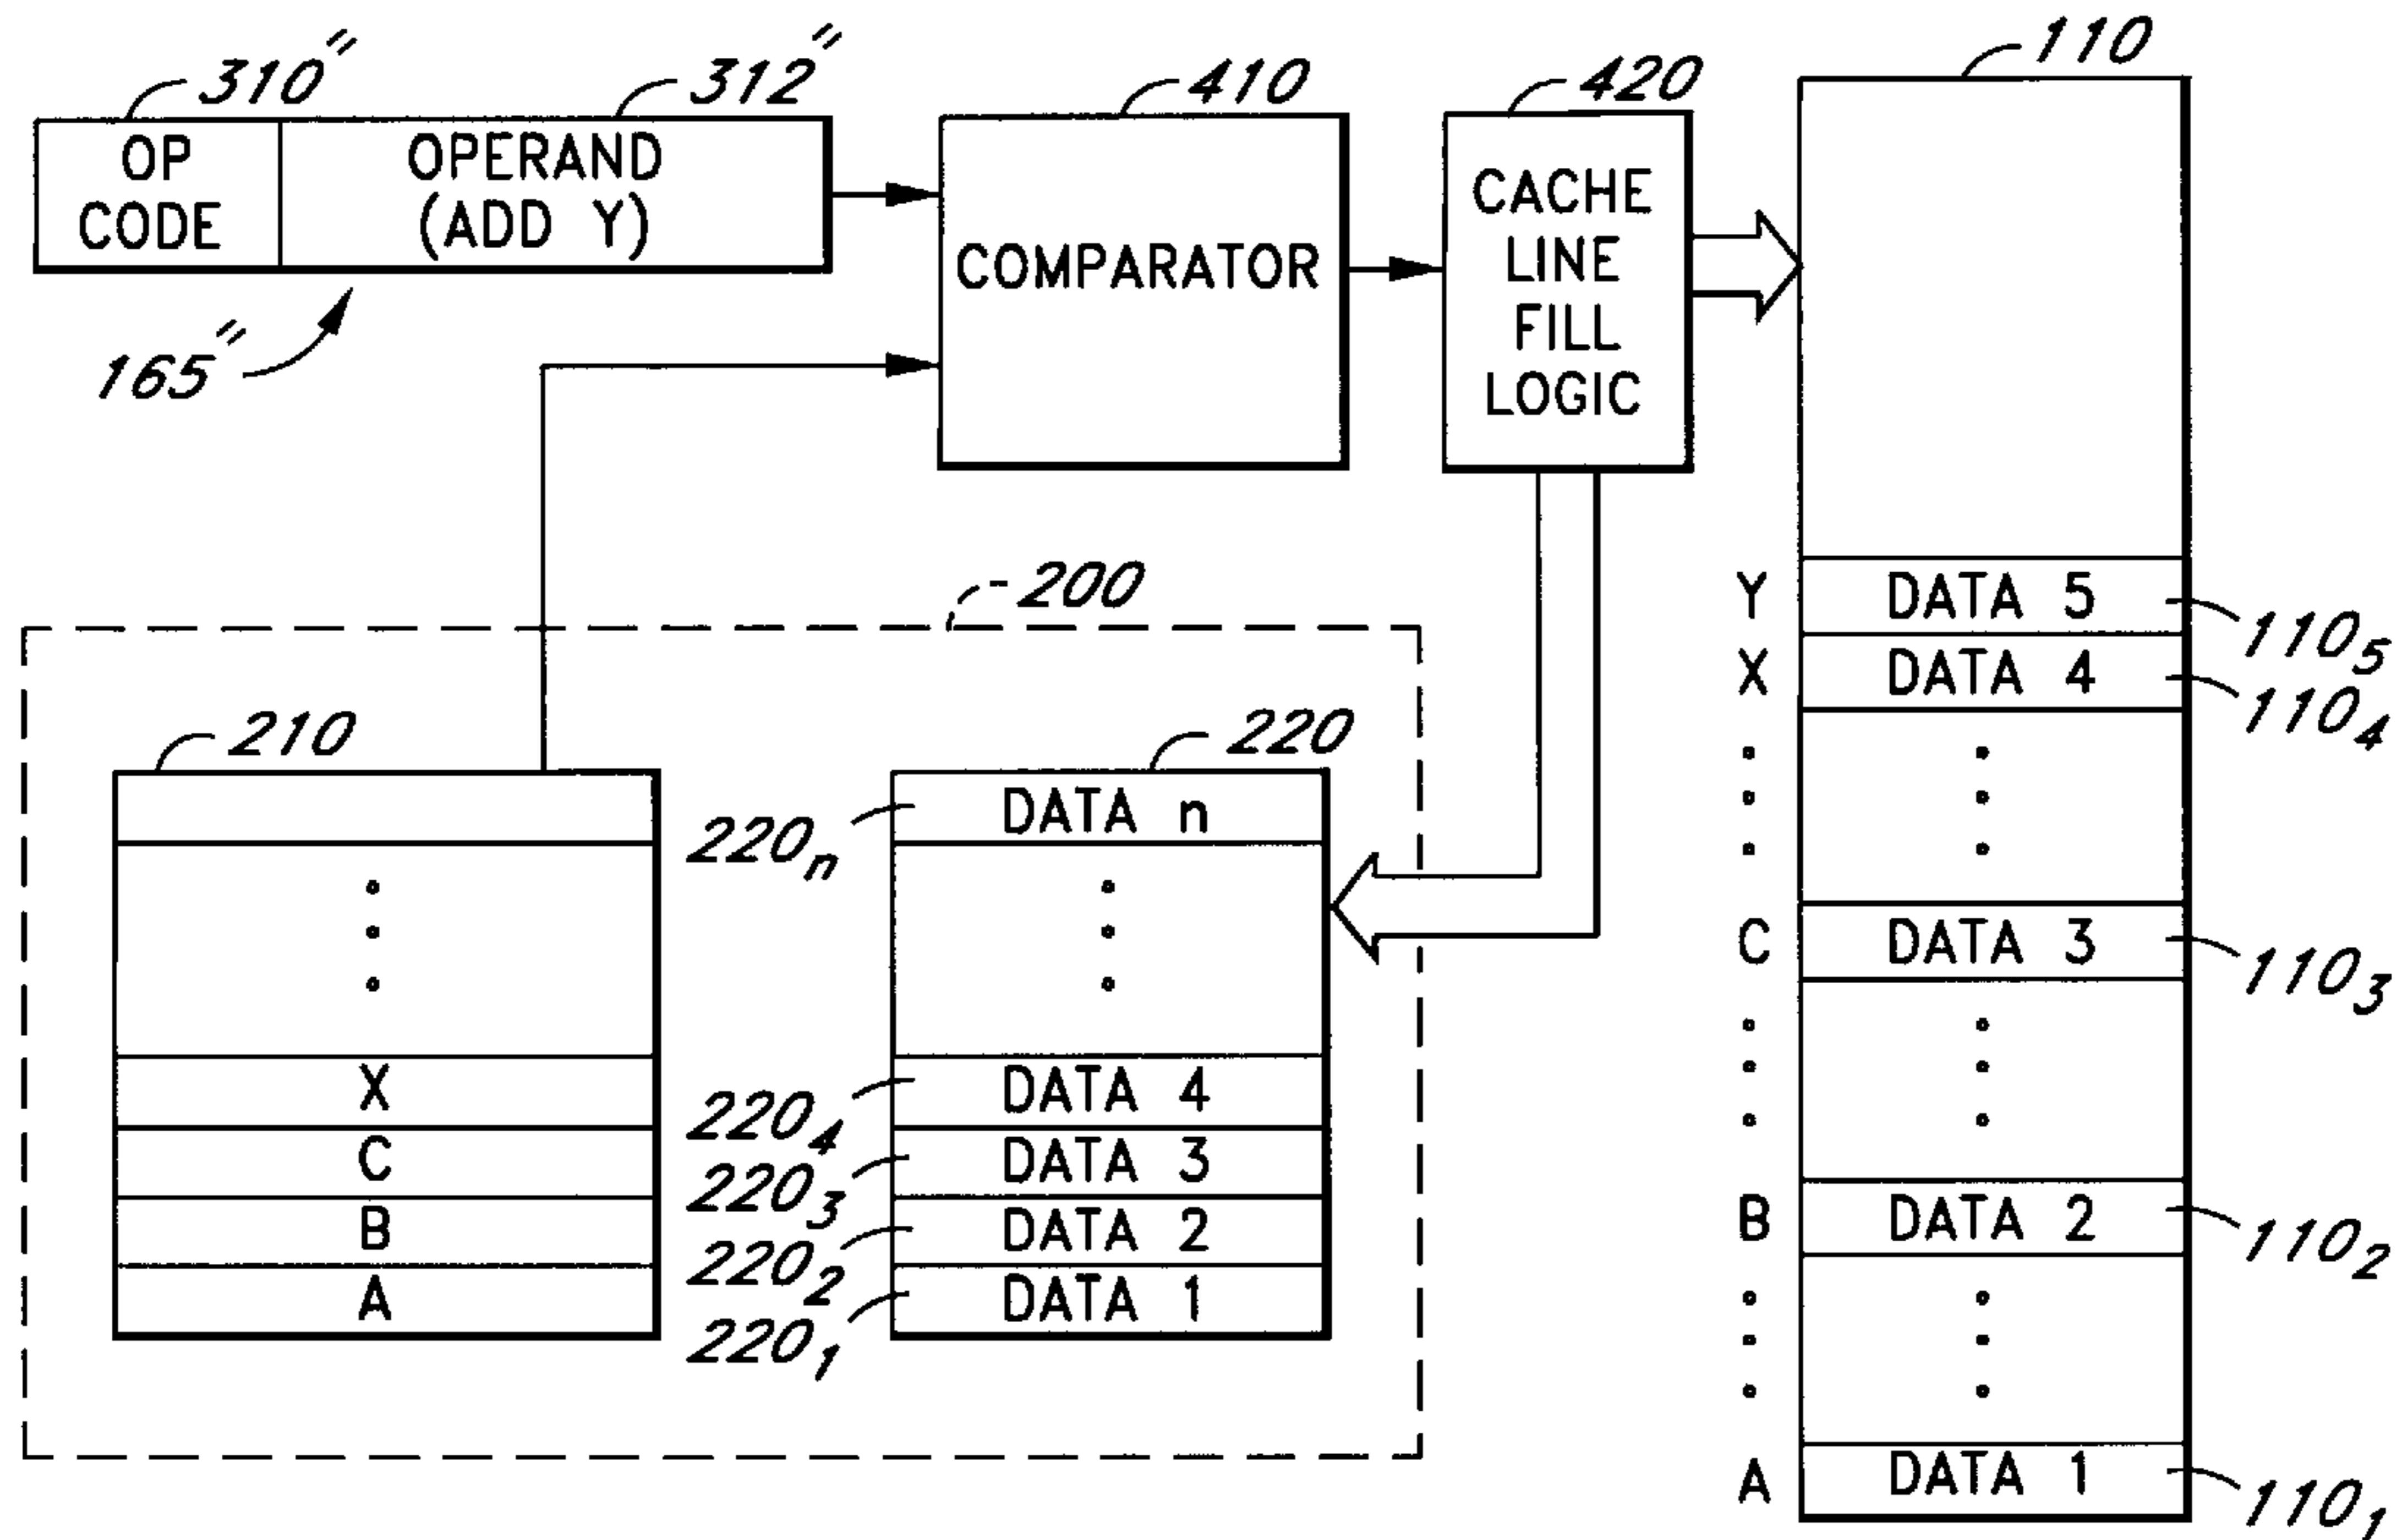 310"
312"
410
420
110
OP
CODE
OPERAND
(ADD Y)
COMPARATOR
CACHE
LINE
FILL
LOGIC
165"
200
210
220
X
C
B
A
220n
DATA n
2204
DATA 4
2203
DATA 3
2202
DATA 2
2201
DATA 1
Y DATA 5 1105
X DATA 4 1104
C DATA 3 1103
B DATA 2 1102
A DATA 1 1101